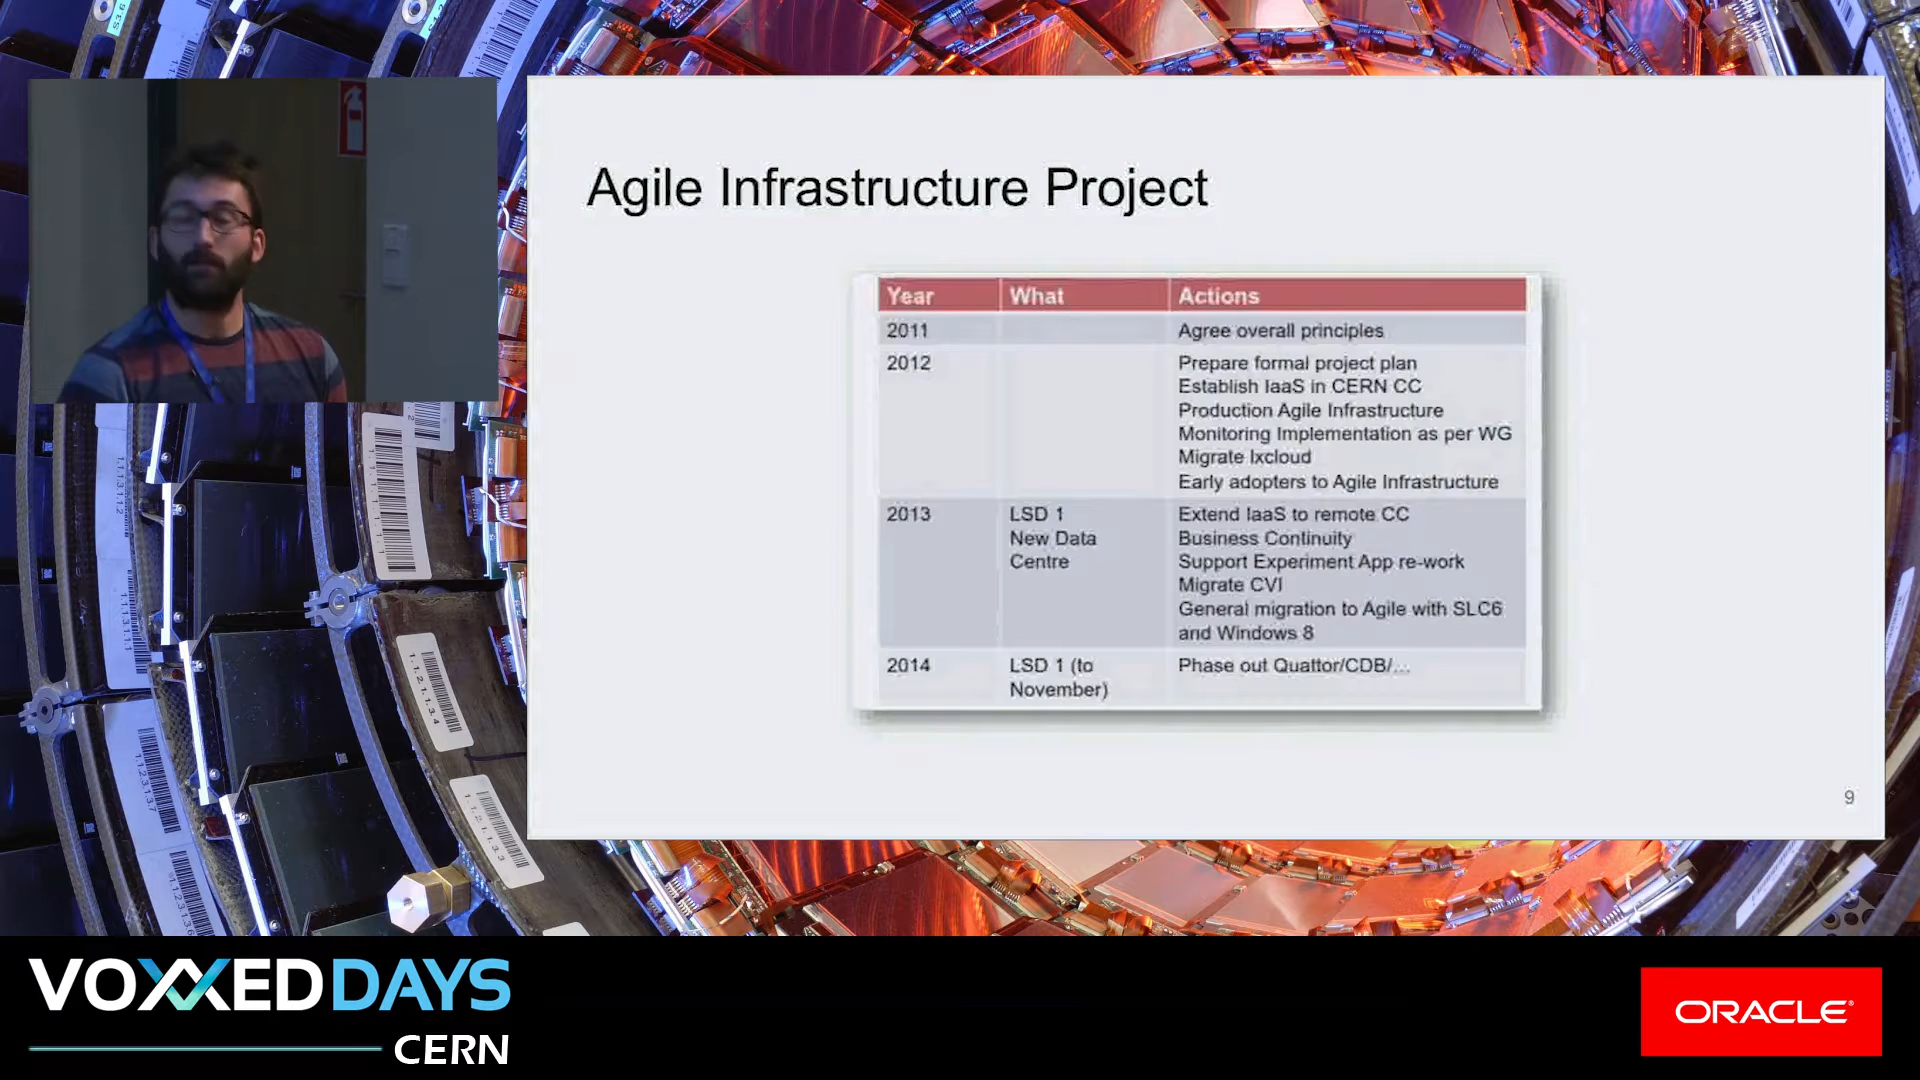 Agile Infrastructure Project
Year What Actions
2011 Agree overall principles
2012 Prepare formal project plan
Establish IaaS in CERN CC
Production Agile Infrastructure
Monitoring Implementation as per WG
Migrate lxcloud
Early adopters to Agile Infrastructure
2013 LSD 1 Extend IaaS to remote CC
New Data Business Continuity
Centre Support Experiment App re-work
Migrate CVI
General migration to Agile with SLC6
and Windows 8
2014 LSD 1 (to Phase out Quattor/CDB/...
November)
9
VOXXEDDAYS
CERN
ORACLE®